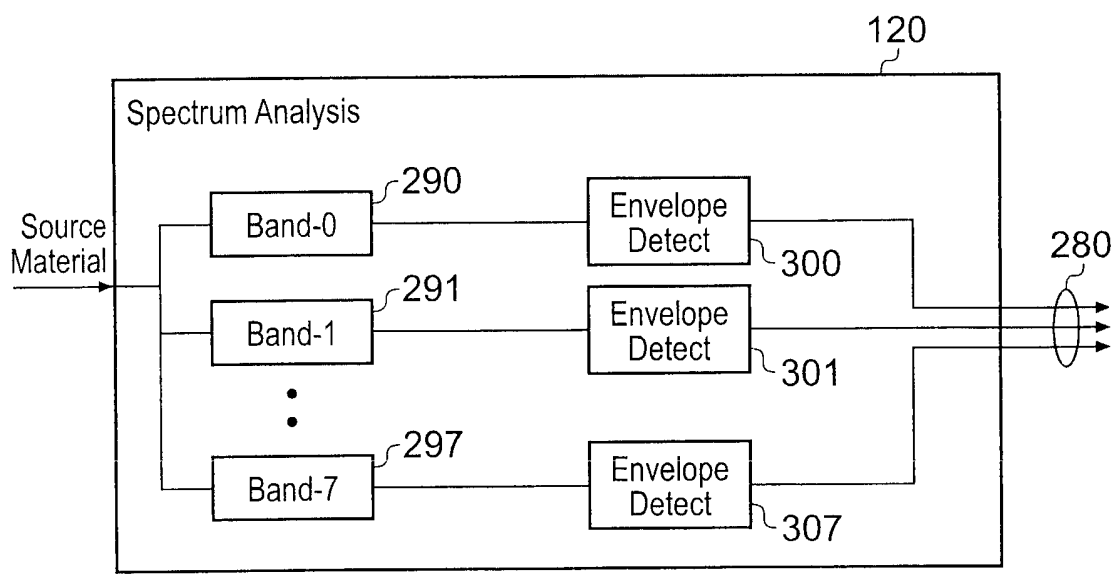 120
Spectrum Analysis
290
Band-0
Envelope
Detect
300
Source
Material
280
291
Band-1
Envelope
Detect
301
297
Band-7
Envelope
Detect
307